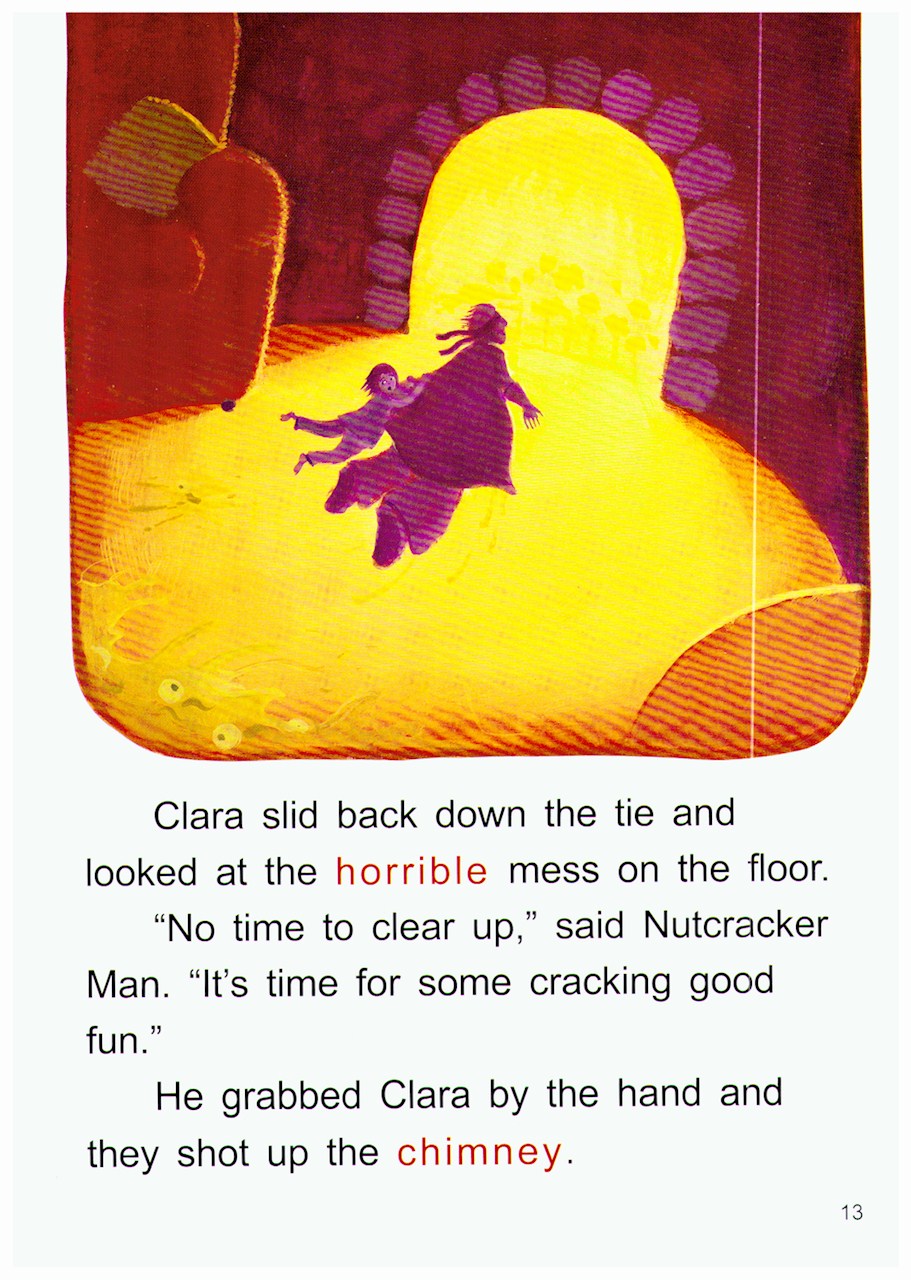 Clara slid back down the tie and
looked at the horrible mess on the floor.
“No time to clear up,” said Nutcracker
Man. “It’s time for some cracking good
fun.”
He grabbed Clara by the hand and
they shot up the chimney.
13